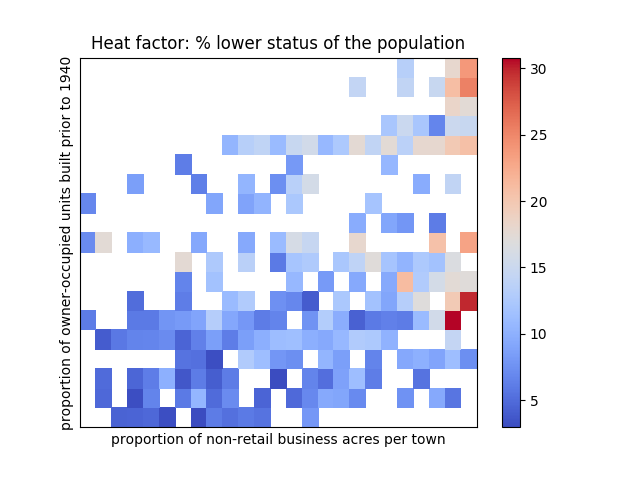 Heat factor: % lower status of the population
proportion of owner-occupied units built prior to 1940
proportion of non-retail business acres per town
30
25
20
15
10
5